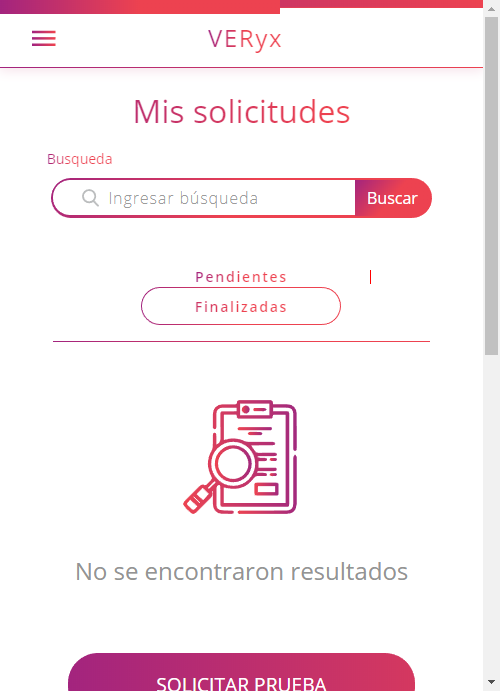 VERyx
Mis solicitudes
Busqueda
Ingresar búsqueda
Buscar
Pendientes
Finalizadas
No se encontraron resultados
SOLICITAR PRUEBA